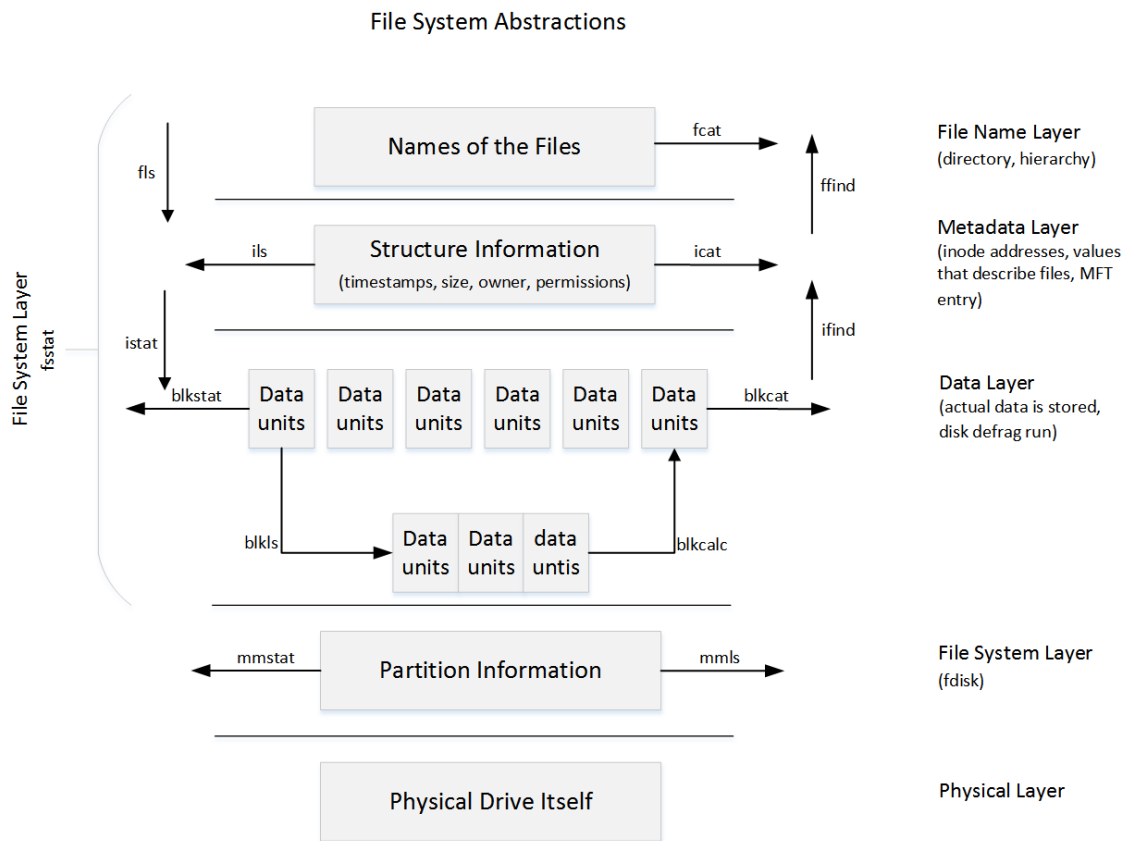 File System Abstractions
Names of the Files
fcat
File Name Layer
(directory, hierarchy)
fls
ffind
Structure Information
(timestamps, size, owner, permissions)
ils
icat
Metadata Layer
(inode addresses, values
that describe files, MFT
entry)
File System Layer
fsstat
istat
ifind
blkstat
Data
units
Data
units
Data
units
Data
units
Data
units
Data
units
blkcat
Data Layer
(actual data is stored,
disk defrag run)
blkls
Data
units
Data
units
data
untis
blkcalc
mmstat
Partition Information
mmls
File System Layer
(fdisk)
Physical Drive Itself
Physical Layer